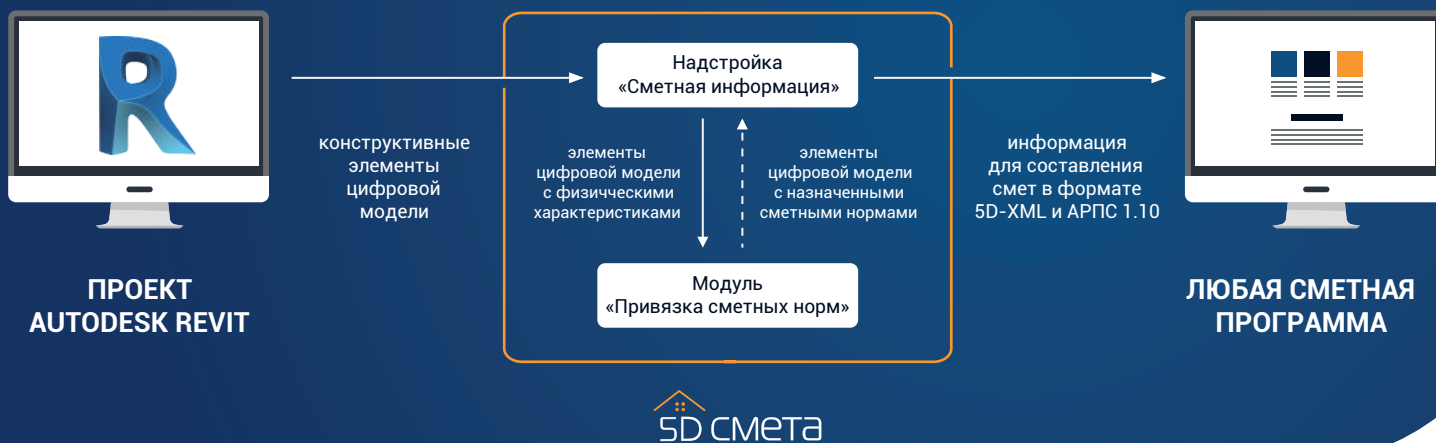 R
ПРОЕКТ
AUTODESK REVIT
конструктивные
элементы
цифровой
модели
Надстройка
«Сметная информация»
элементы
цифровой модели
с физичческими
характеристиками
элементы
цифровой модели
с назначенными
сметными нормами
Модуль
«Привязка сметных норм»
информация
для составления
смет в формате
5D-XML и АРПС 1.10
ЛЮБАЯ СМЕТНАЯ
ПРОГРАММА
5D смета